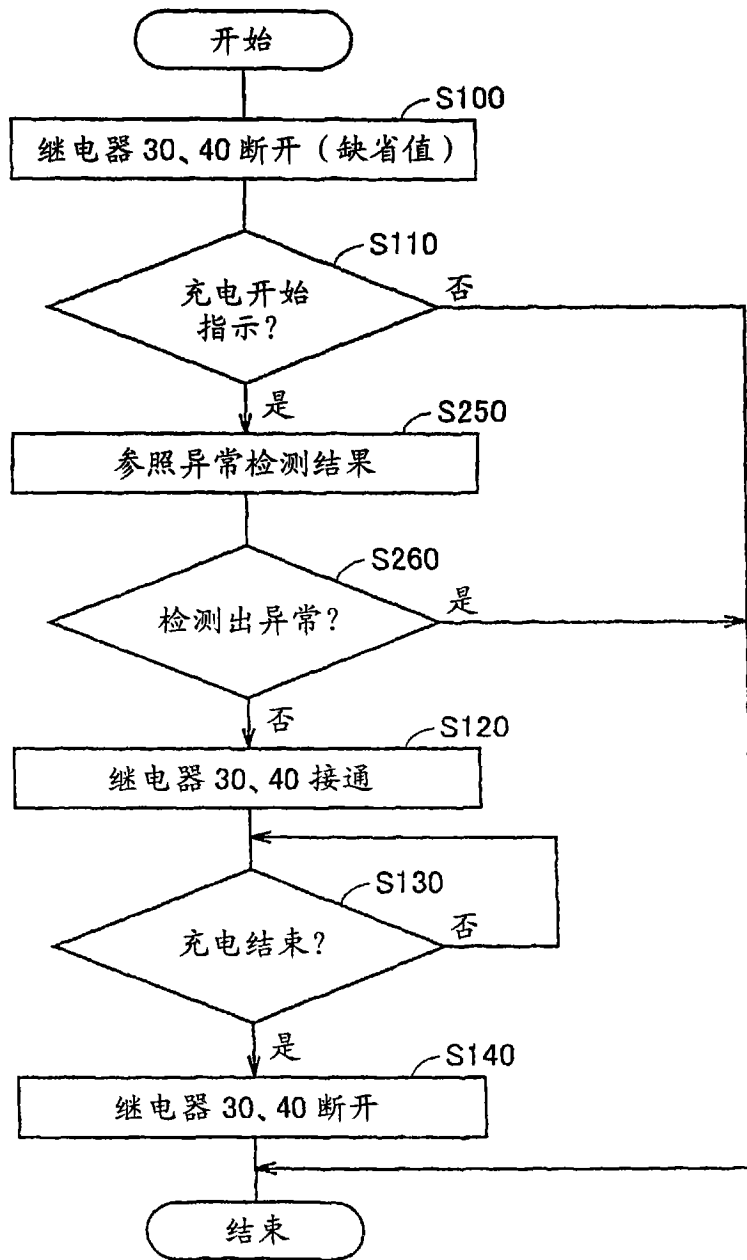 开始
S100
继电器 30、40 断开（缺省值）
S110
充电开始
指示?
否
是
S250
参照异常检测结果
S260
检测出异常?
是
否
S120
继电器 30、40 接通
S130
充电结束?
否
是
S140
继电器 30、40 断开
结束